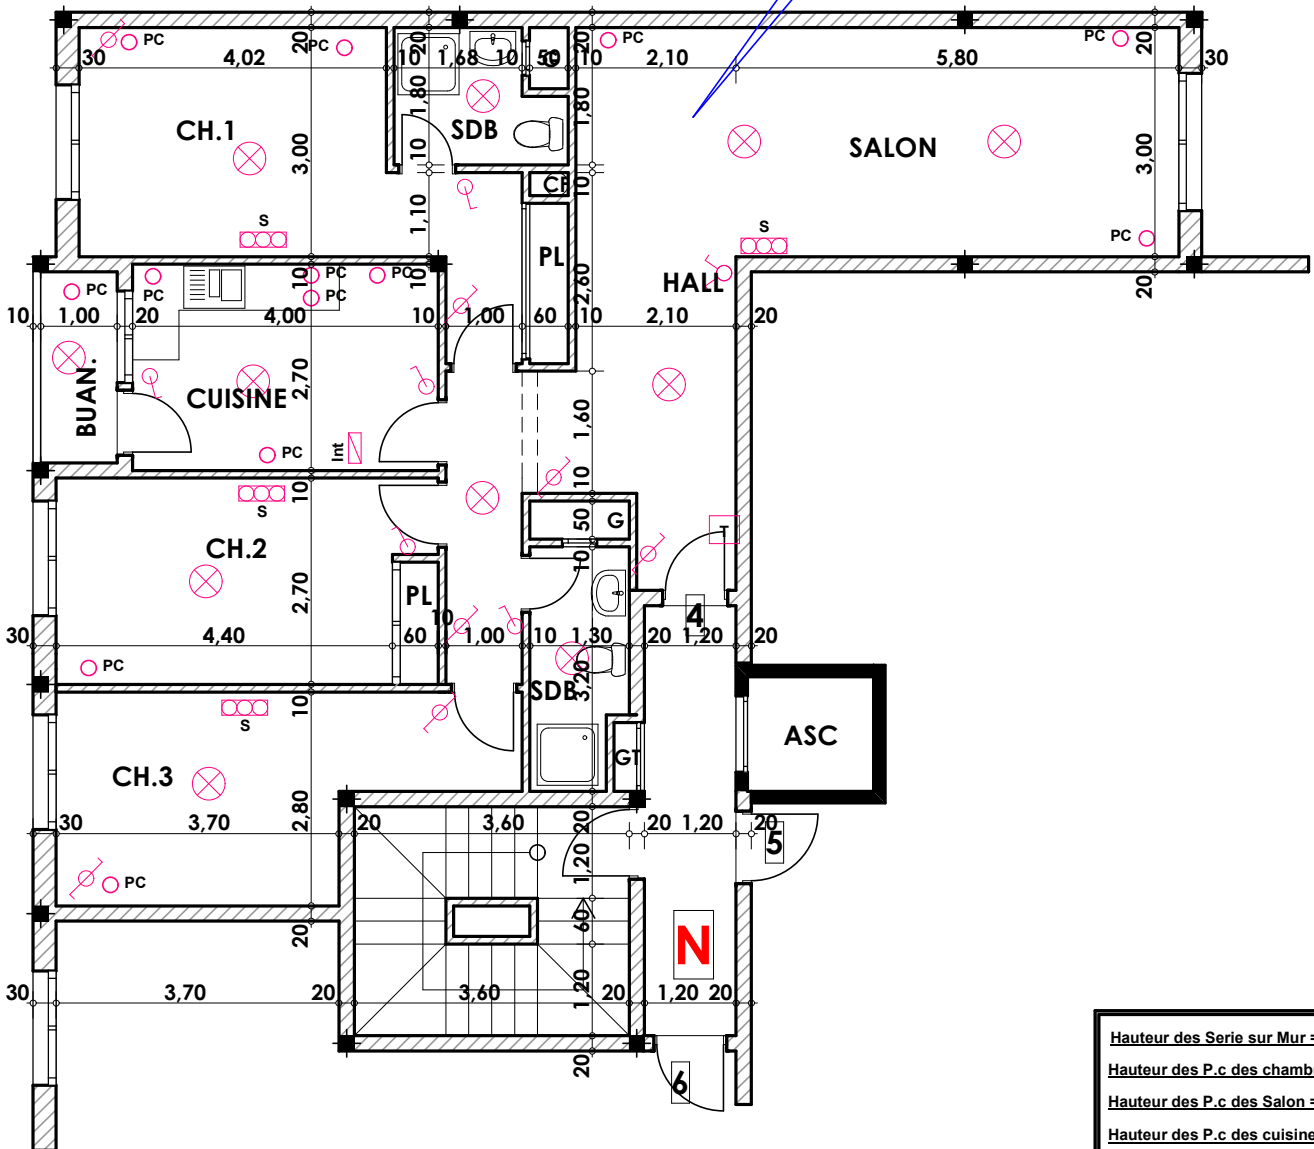 PC
PC
PC
PC
20
20
20
20
30
4,02
10
1,68
10
50
10
2,10
5,80
30
G
CH.1
3,00
1,80
SDB
1,80
SALON
3,00
10
10
CF
1,10
S
S
PC
PL
2,60
HALL
10
10
20
PC
PC
PC
PC
PC
10
1,00
20
4,00
10
1,00
60
10
2,10
20
BUAN.
CUISINE
2,70
1,60
PC
Int
10
10
S
50
G
T
CH.2
10
2,70
PL
4
10
30
4,40
60
1,00
10
1,30
20
1,20
20
PC
3,20
SDB
10
S
GT
ASC
CH.3
2,80
30
3,70
20
3,60
20
20
1,20
20
5
1,20
PC
60
N
20
30
3,70
20
3,60
1,20
20
1,20
20
20
6
Hauteur des Serie sur Mur =
Hauteur des P.c des chamb
Hauteur des P.c des Salon =
Hauteur des P.c des cuisine